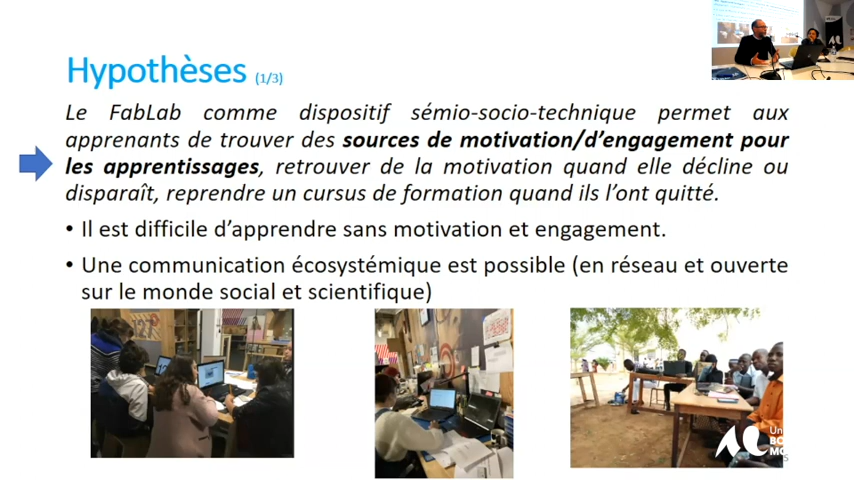 Hypothèses (1/3)
Le FabLab comme dispositif sémio-socio-technique permet aux
apprenants de trouver des sources de motivation/d'engagement pour
les apprentissages, retrouver de la motivation quand elle décline ou
disparaît, reprendre un cursus de formation quand ils l'ont quitté.
• Il est difficile d'apprendre sans motivation et engagement.
• Une communication écosystémique est possible (en réseau et ouverte
sur le monde social et scientifique)
Un
BO
MO